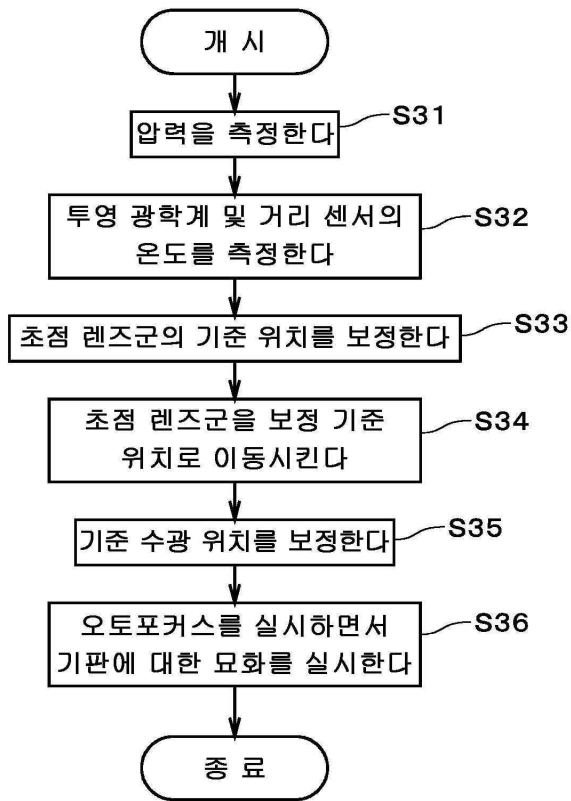 개 시
압력을 측정한다
S31
투영 광학계 및 거리 센서의
온도를 측정한다
S32
초점 렌즈군의 기준 위치를 보정한다
S33
초점 렌즈군을 보정 기준
위치로 이동시킨다
S34
기준 수광 위치를 보정한다
S35
오토포커스를 실시하면서
기판에 대한 묘화를 실시한다
S36
종 료